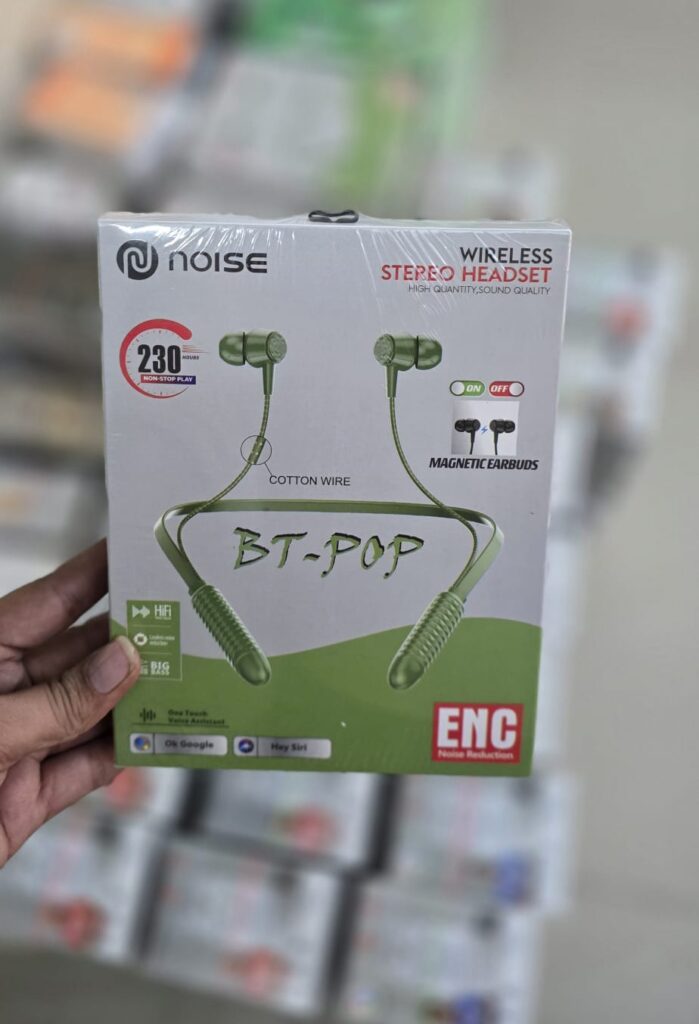 noise
WIRELESS
STEREO HEADSET
HIGH QUANTITY,SOUND QUALITY
230 HOURS
NON-STOP PLAY
ON OFF
MAGNETIC EARBUDS
COTTON WIRE
BT-POP
HiFi
BIG
BASS
One Touch
Voice Assistant
Ok Google
Hey Siri
ENC
Noise Reduction